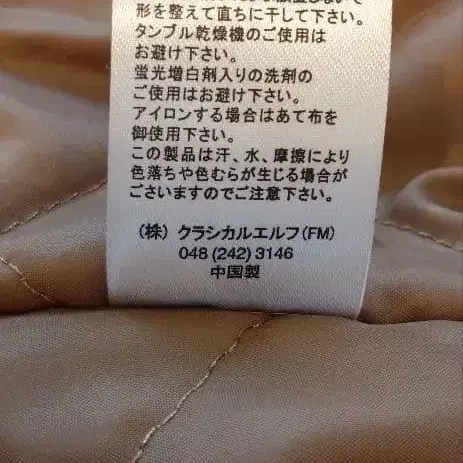 形を整えて直ちに干して下さい。
タンブル乾燥機のご使用は
お避け下さい。
蛍光増白剤入りの洗剤の
ご使用はお避け下さい。
アイロンする場合はあて布を
御使用下さい。
この製品は汗、水、摩擦により
色落ちや色むらが生じる場合が
ございますのでご注意下さい。
(株) クラシカルエルフ(FM)
048 (242) 3146
中国製